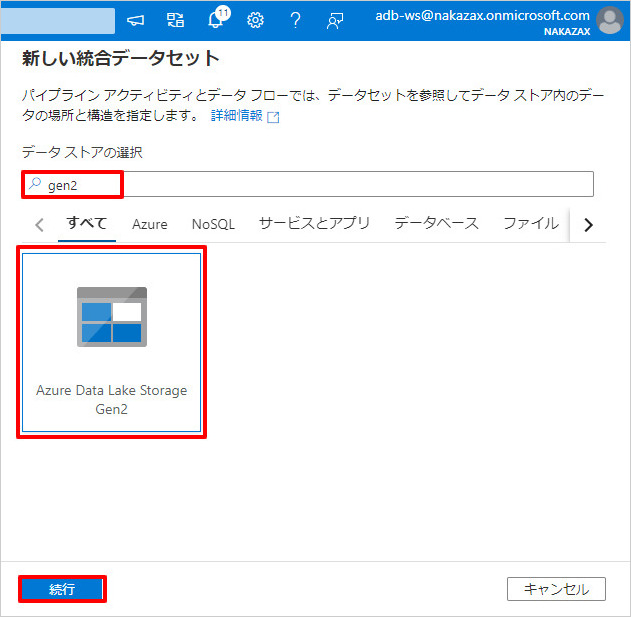 11
adb-ws@nakazax.onmicrosoft.com
NAKAZAX
新しい統合データセット
パイプライン アクティビティとデータ フローでは、データセットを参照してデータ ストア内のデー
タの場所と構造を指定します。 詳細情報
データ ストアの選択
gen2
すべて Azure NoSQL サービスとアプリ データベース ファイル
Azure Data Lake Storage
Gen2
続行 キャンセル